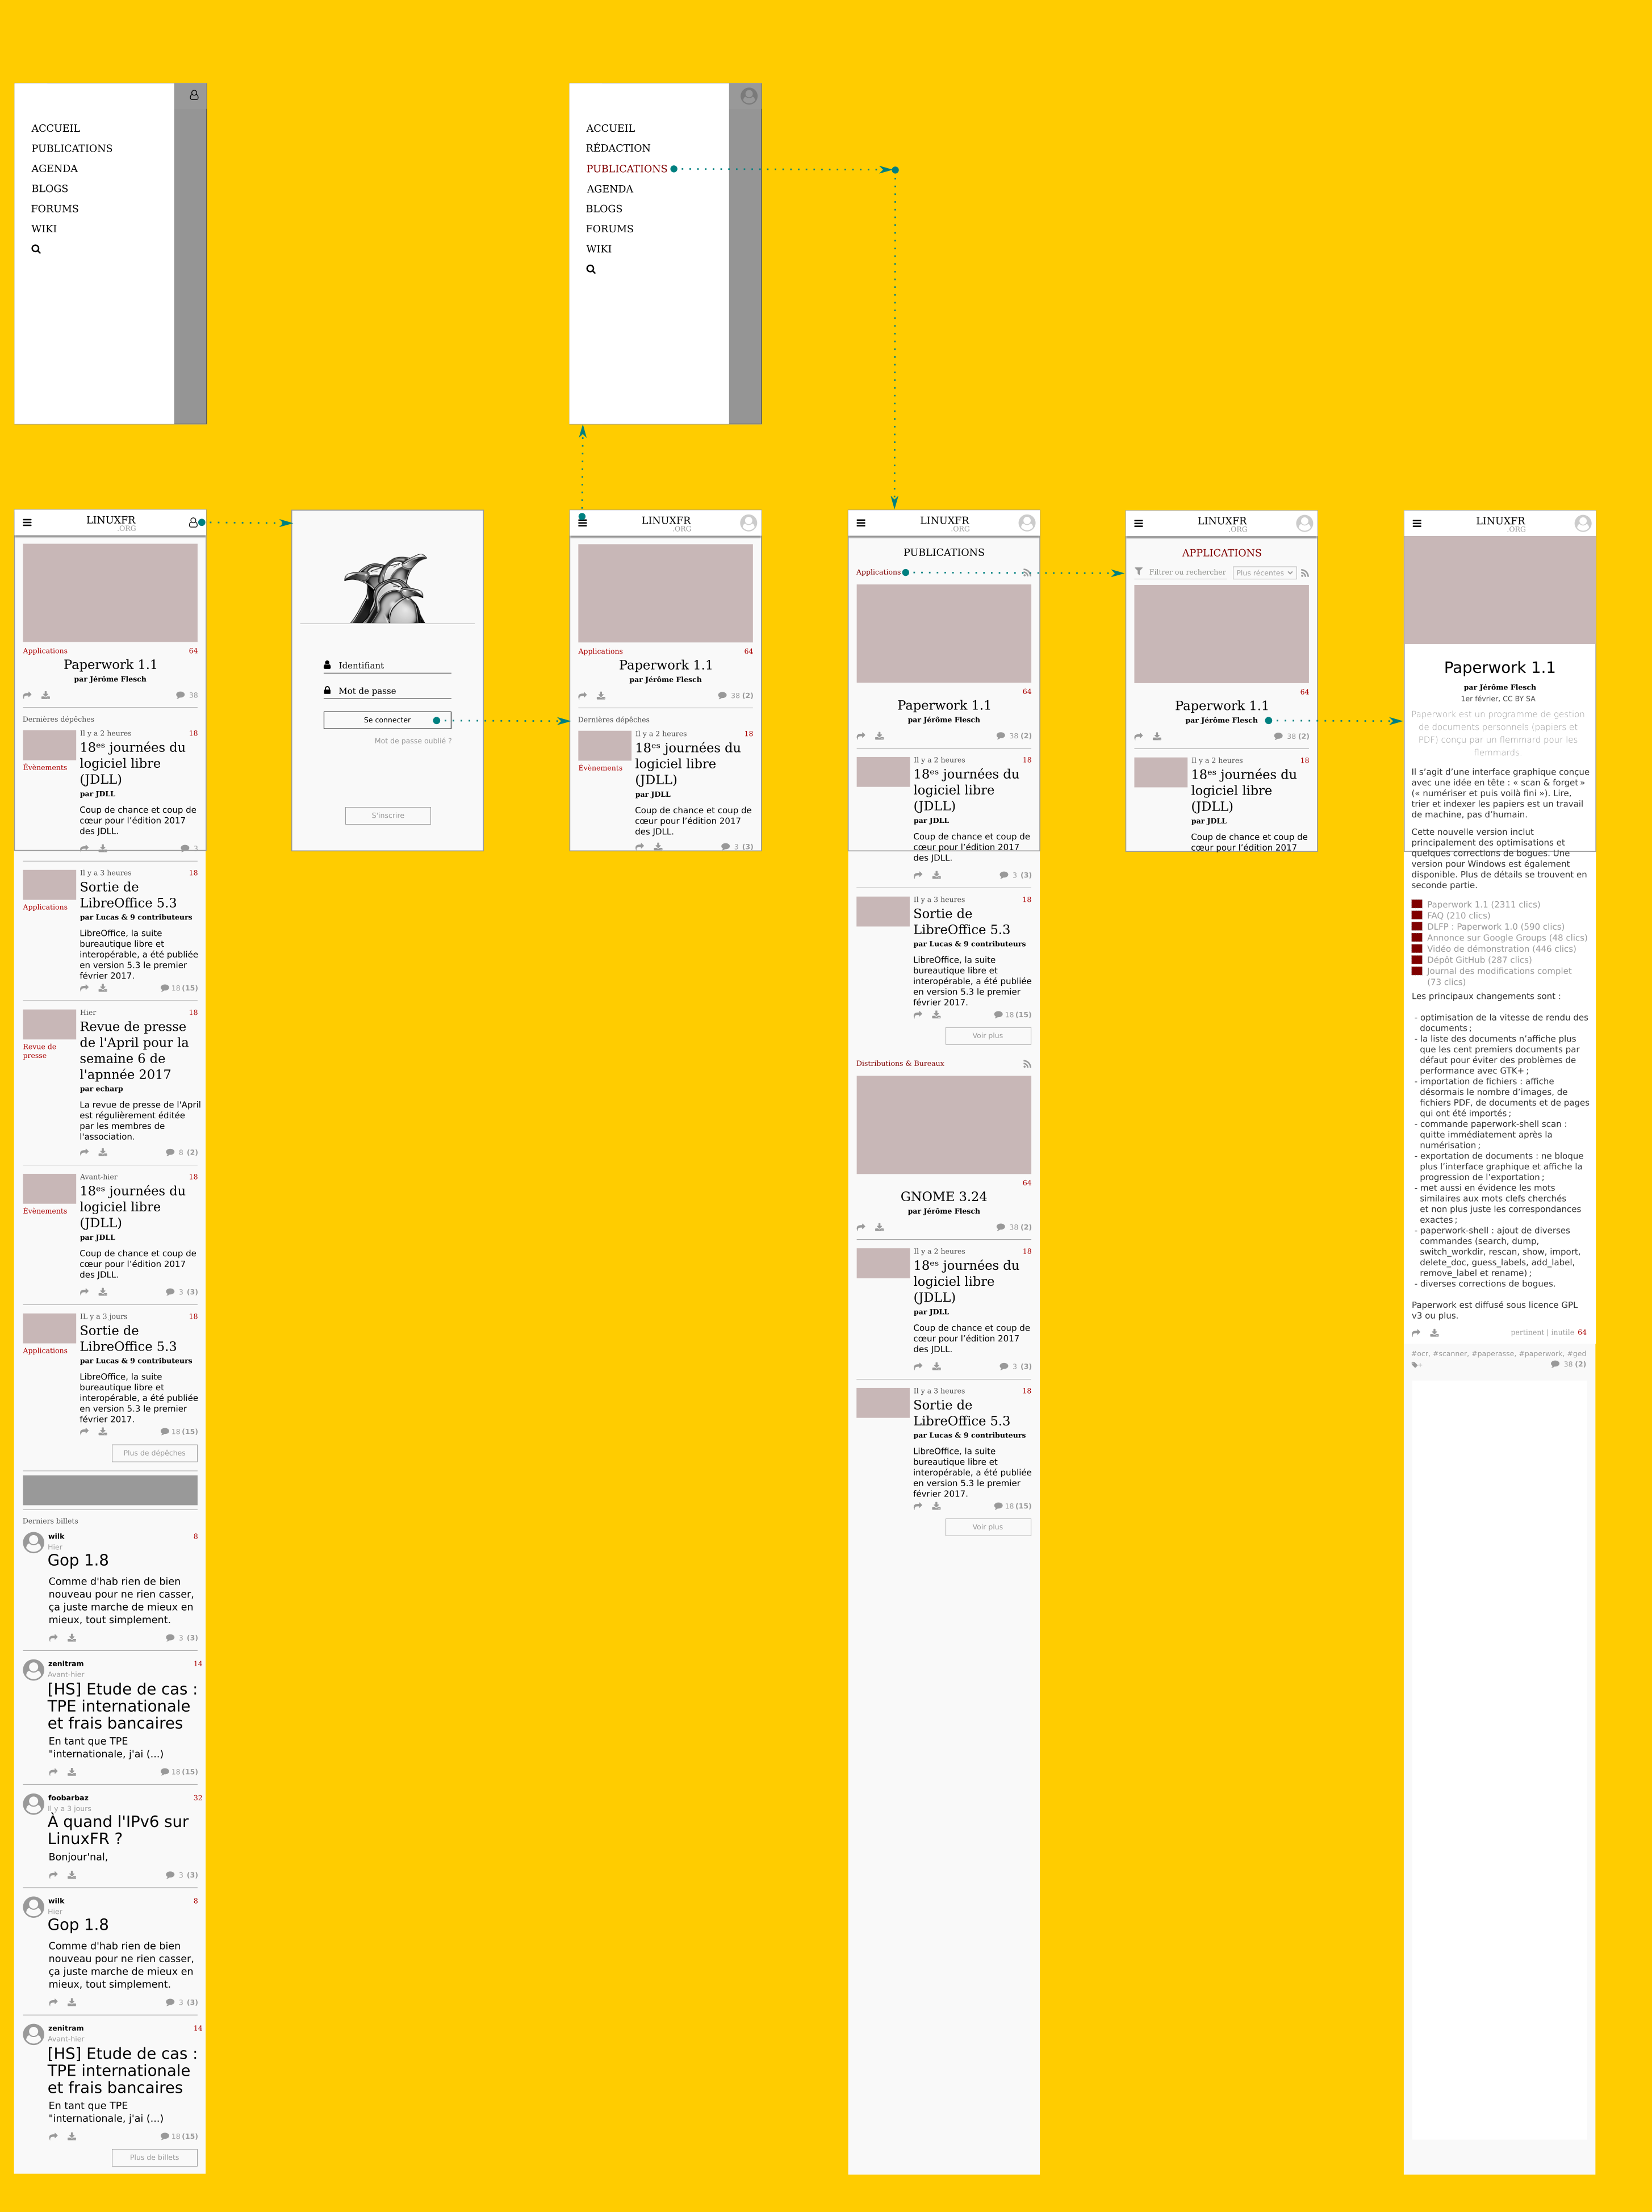 ACCUEIL
PUBLICATIONS
AGENDA
BLOGS
FORUMS
WIKI
ACCUEIL
RÉDACTION
PUBLICATIONS
AGENDA
BLOGS
FORUMS
WIKI
LINUXFR
.ORG
Applications 64
Paperwork 1.1
par Jérôme Flesch
38
Dernières dépêches
Il y a 2 heures 18
18es journées du
logiciel libre
(JDLL)
Évènements
par JDLL
Coup de chance et coup de
cœur pour l'édition 2017
des JDLL.
3
Il y a 3 heures 18
Sortie de
LibreOffice 5.3
Applications
par Lucas & 9 contributeurs
LibreOffice, la suite
bureautique libre et
interopérable, a été publiée
en version 5.3 le premier
février 2017.
18 (15)
Hier 18
Revue de presse
de l'April pour la
semaine 6 de
l'apnnée 2017
Revue de
presse
par echarp
La revue de presse de l'April
est régulièrement éditée
par les membres de
l'association.
8 (2)
Avant-hier 18
18es journées du
logiciel libre
(JDLL)
Évènements
par JDLL
Coup de chance et coup de
cœur pour l'édition 2017
des JDLL.
3 (3)
IL y a 3 jours 18
Sortie de
LibreOffice 5.3
Applications
par Lucas & 9 contributeurs
LibreOffice, la suite
bureautique libre et
interopérable, a été publiée
en version 5.3 le premier
février 2017.
18 (15)
Plus de dépêches
Derniers billets
wilk 8
Hier
Gop 1.8
Comme d'hab rien de bien
nouveau pour ne rien casser,
ça juste marche de mieux en
mieux, tout simplement.
3 (3)
zenitram 14
Avant-hier
[HS] Etude de cas :
TPE internationale
et frais bancaires
En tant que TPE
"internationale, j'ai (...)
18 (15)
foobarbaz 32
Il y a 3 jours
À quand l'IPv6 sur
LinuxFR ?
Bonjour'nal,
3 (3)
wilk 8
Hier
Gop 1.8
Comme d'hab rien de bien
nouveau pour ne rien casser,
ça juste marche de mieux en
mieux, tout simplement.
3 (3)
zenitram 14
Avant-hier
[HS] Etude de cas :
TPE internationale
et frais bancaires
En tant que TPE
"internationale, j'ai (...)
18 (15)
Plus de billets
Identifiant
Mot de passe
Se connecter
Mot de passe oublié ?
S'inscrire
LINUXFR
.ORG
Applications 64
Paperwork 1.1
par Jérôme Flesch
38 (2)
Dernières dépêches
Il y a 2 heures 18
18es journées du
logiciel libre
(JDLL)
Évènements
par JDLL
Coup de chance et coup de
cœur pour l'édition 2017
des JDLL.
3 (3)
LINUXFR
.ORG
PUBLICATIONS
Applications
64
Paperwork 1.1
par Jérôme Flesch
38 (2)
Il y a 2 heures 18
18es journées du
logiciel libre
(JDLL)
par JDLL
Coup de chance et coup de
cœur pour l'édition 2017
des JDLL.
3 (3)
Il y a 3 heures 18
Sortie de
LibreOffice 5.3
par Lucas & 9 contributeurs
LibreOffice, la suite
bureautique libre et
interopérable, a été publiée
en version 5.3 le premier
février 2017.
18 (15)
Voir plus
Distributions & Bureaux
64
GNOME 3.24
par Jérôme Flesch
38 (2)
Il y a 2 heures 18
18es journées du
logiciel libre
(JDLL)
par JDLL
Coup de chance et coup de
cœur pour l'édition 2017
des JDLL.
3 (3)
Il y a 3 heures 18
Sortie de
LibreOffice 5.3
par Lucas & 9 contributeurs
LibreOffice, la suite
bureautique libre et
interopérable, a été publiée
en version 5.3 le premier
février 2017.
18 (15)
Voir plus
LINUXFR
.ORG
APPLICATIONS
Filtrer ou rechercher Plus récentes
64
Paperwork 1.1
par Jérôme Flesch
38 (2)
Il y a 2 heures 18
18es journées du
logiciel libre
(JDLL)
par JDLL
Coup de chance et coup de
cœur pour l'édition 2017
LINUXFR
.ORG
Paperwork 1.1
par Jérôme Flesch
1er février, CC BY SA
Paperwork est un programme de gestion
de documents personnels (papiers et
PDF) conçu par un flemmard pour les
flemmards.
Il s'agit d'une interface graphique conçue
avec une idée en tête : « scan & forget »
(« numériser et puis voilà fini »). Lire,
trier et indexer les papiers est un travail
de machine, pas d'humain.
Cette nouvelle version inclut
principalement des optimisations et
quelques corrections de bogues. Une
version pour Windows est également
disponible. Plus de détails se trouvent en
seconde partie.
Paperwork 1.1 (2311 clics)
FAQ (210 clics)
DLFP : Paperwork 1.0 (590 clics)
Annonce sur Google Groups (48 clics)
Vidéo de démonstration (446 clics)
Dépôt GitHub (287 clics)
Journal des modifications complet
(73 clics)
Les principaux changements sont :
- optimisation de la vitesse de rendu des
documents ;
- la liste des documents n'affiche plus
que les cent premiers documents par
défaut pour éviter des problèmes de
performance avec GTK+ ;
- importation de fichiers : affiche
désormais le nombre d'images, de
fichiers PDF, de documents et de pages
qui ont été importés ;
- commande paperwork-shell scan :
quitte immédiatement après la
numérisation ;
- exportation de documents : ne bloque
plus l'interface graphique et affiche la
progression de l'exportation ;
- met aussi en évidence les mots
similaires aux mots clefs cherchés
et non plus juste les correspondances
exactes ;
- paperwork-shell : ajout de diverses
commandes (search, dump,
switch_workdir, rescan, show, import,
delete_doc, guess_labels, add_label,
remove_label et rename) ;
- diverses corrections de bogues.
Paperwork est diffusé sous licence GPL
v3 ou plus.
pertinent | inutile 64
#ocr, #scanner, #paperasse, #paperwork, #ged
38 (2)